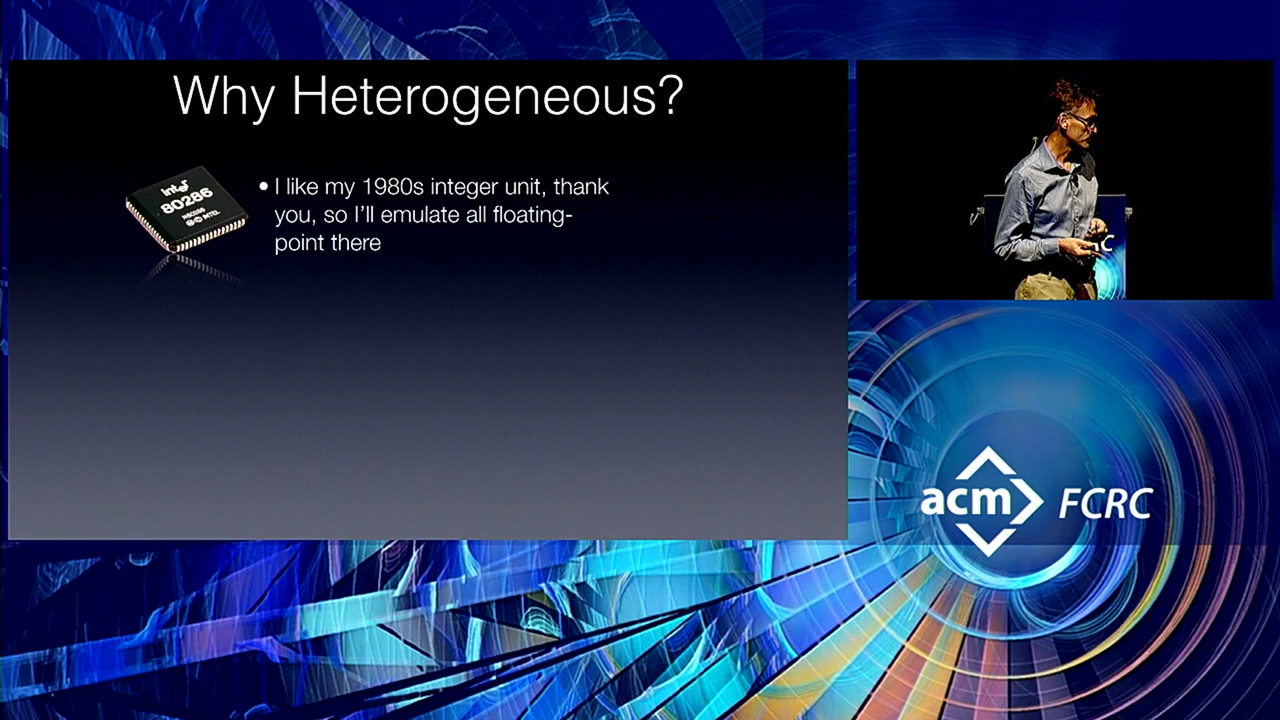 Why Heterogeneous?
intel
80286
© INTEL
• I like my 1980s integer unit, thank
you, so I'll emulate all floating-
point there
acm FCRC